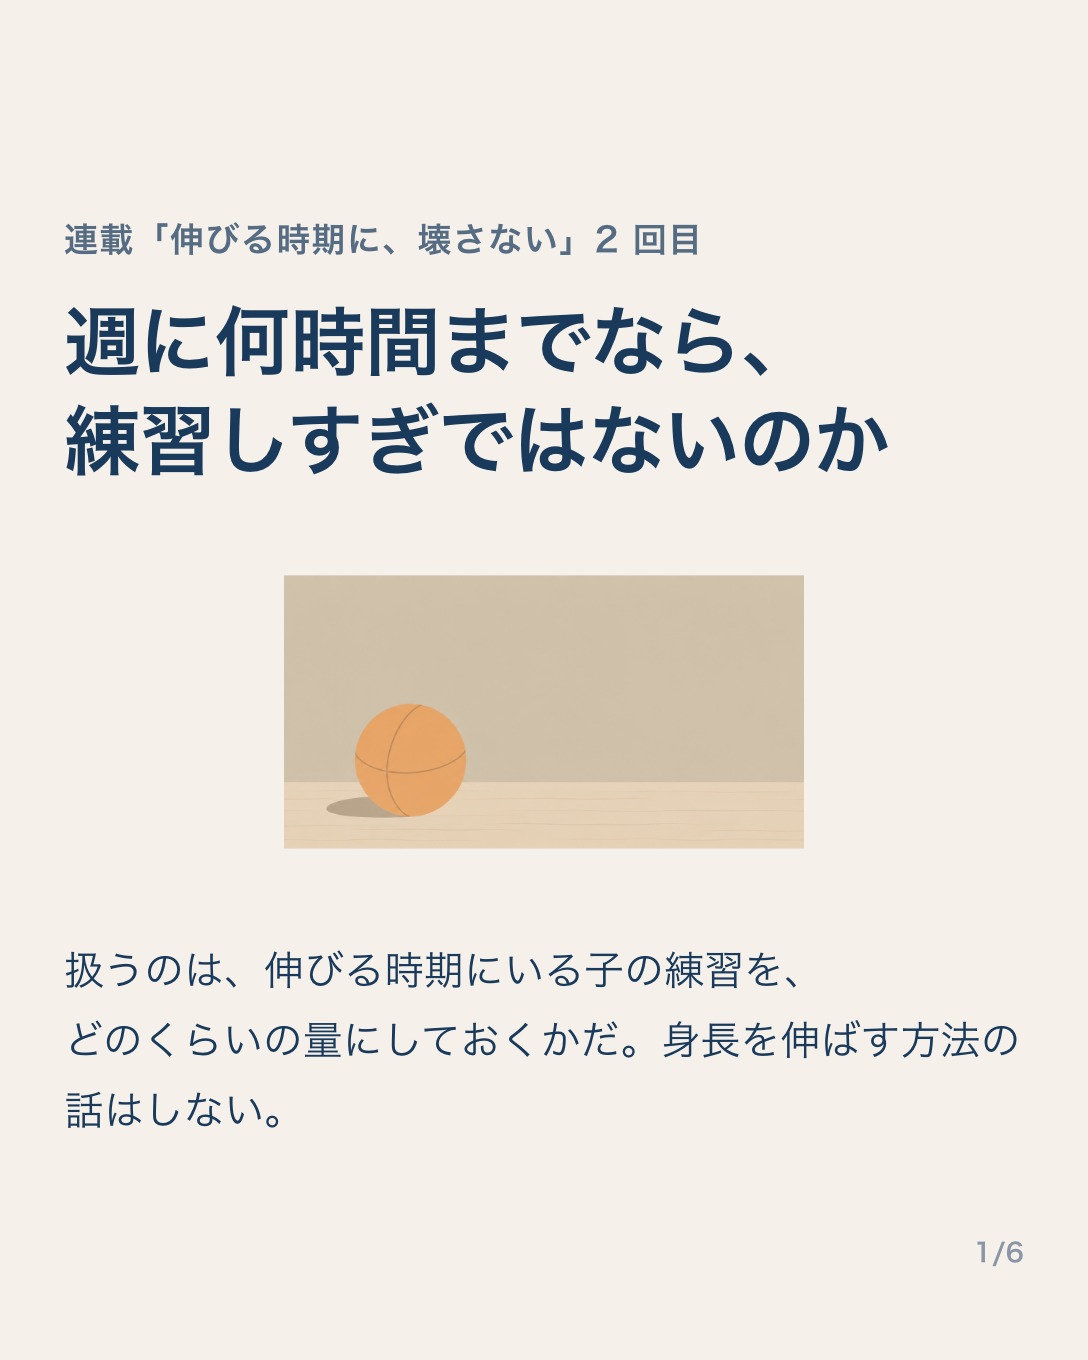 連載「伸びる時期に、壊さない」2 回目
週に何時間までなら、
練習しすぎではないのか
扱うのは、伸びる時期にいる子の練習を、
どのくらいの量にしておくかだ。身長を伸ばす方法の
話はしない。
1/6